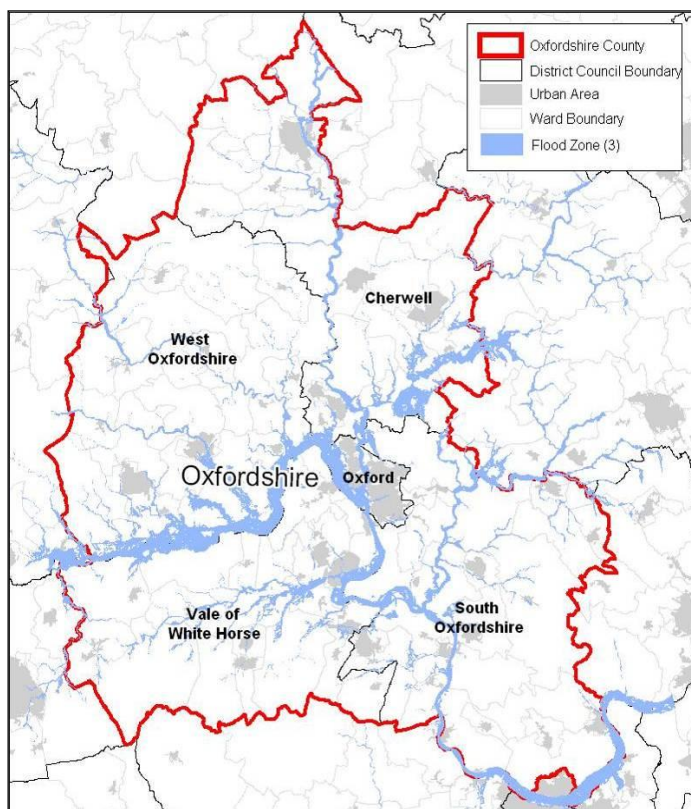 Oxfordshire County
District Council Boundary
Urban Area
Ward Boundary
Flood Zone (3)
Cherwell
West
Oxfordshire
Oxfordshire
Oxford
Vale of
White Horse
South
Oxfordshire